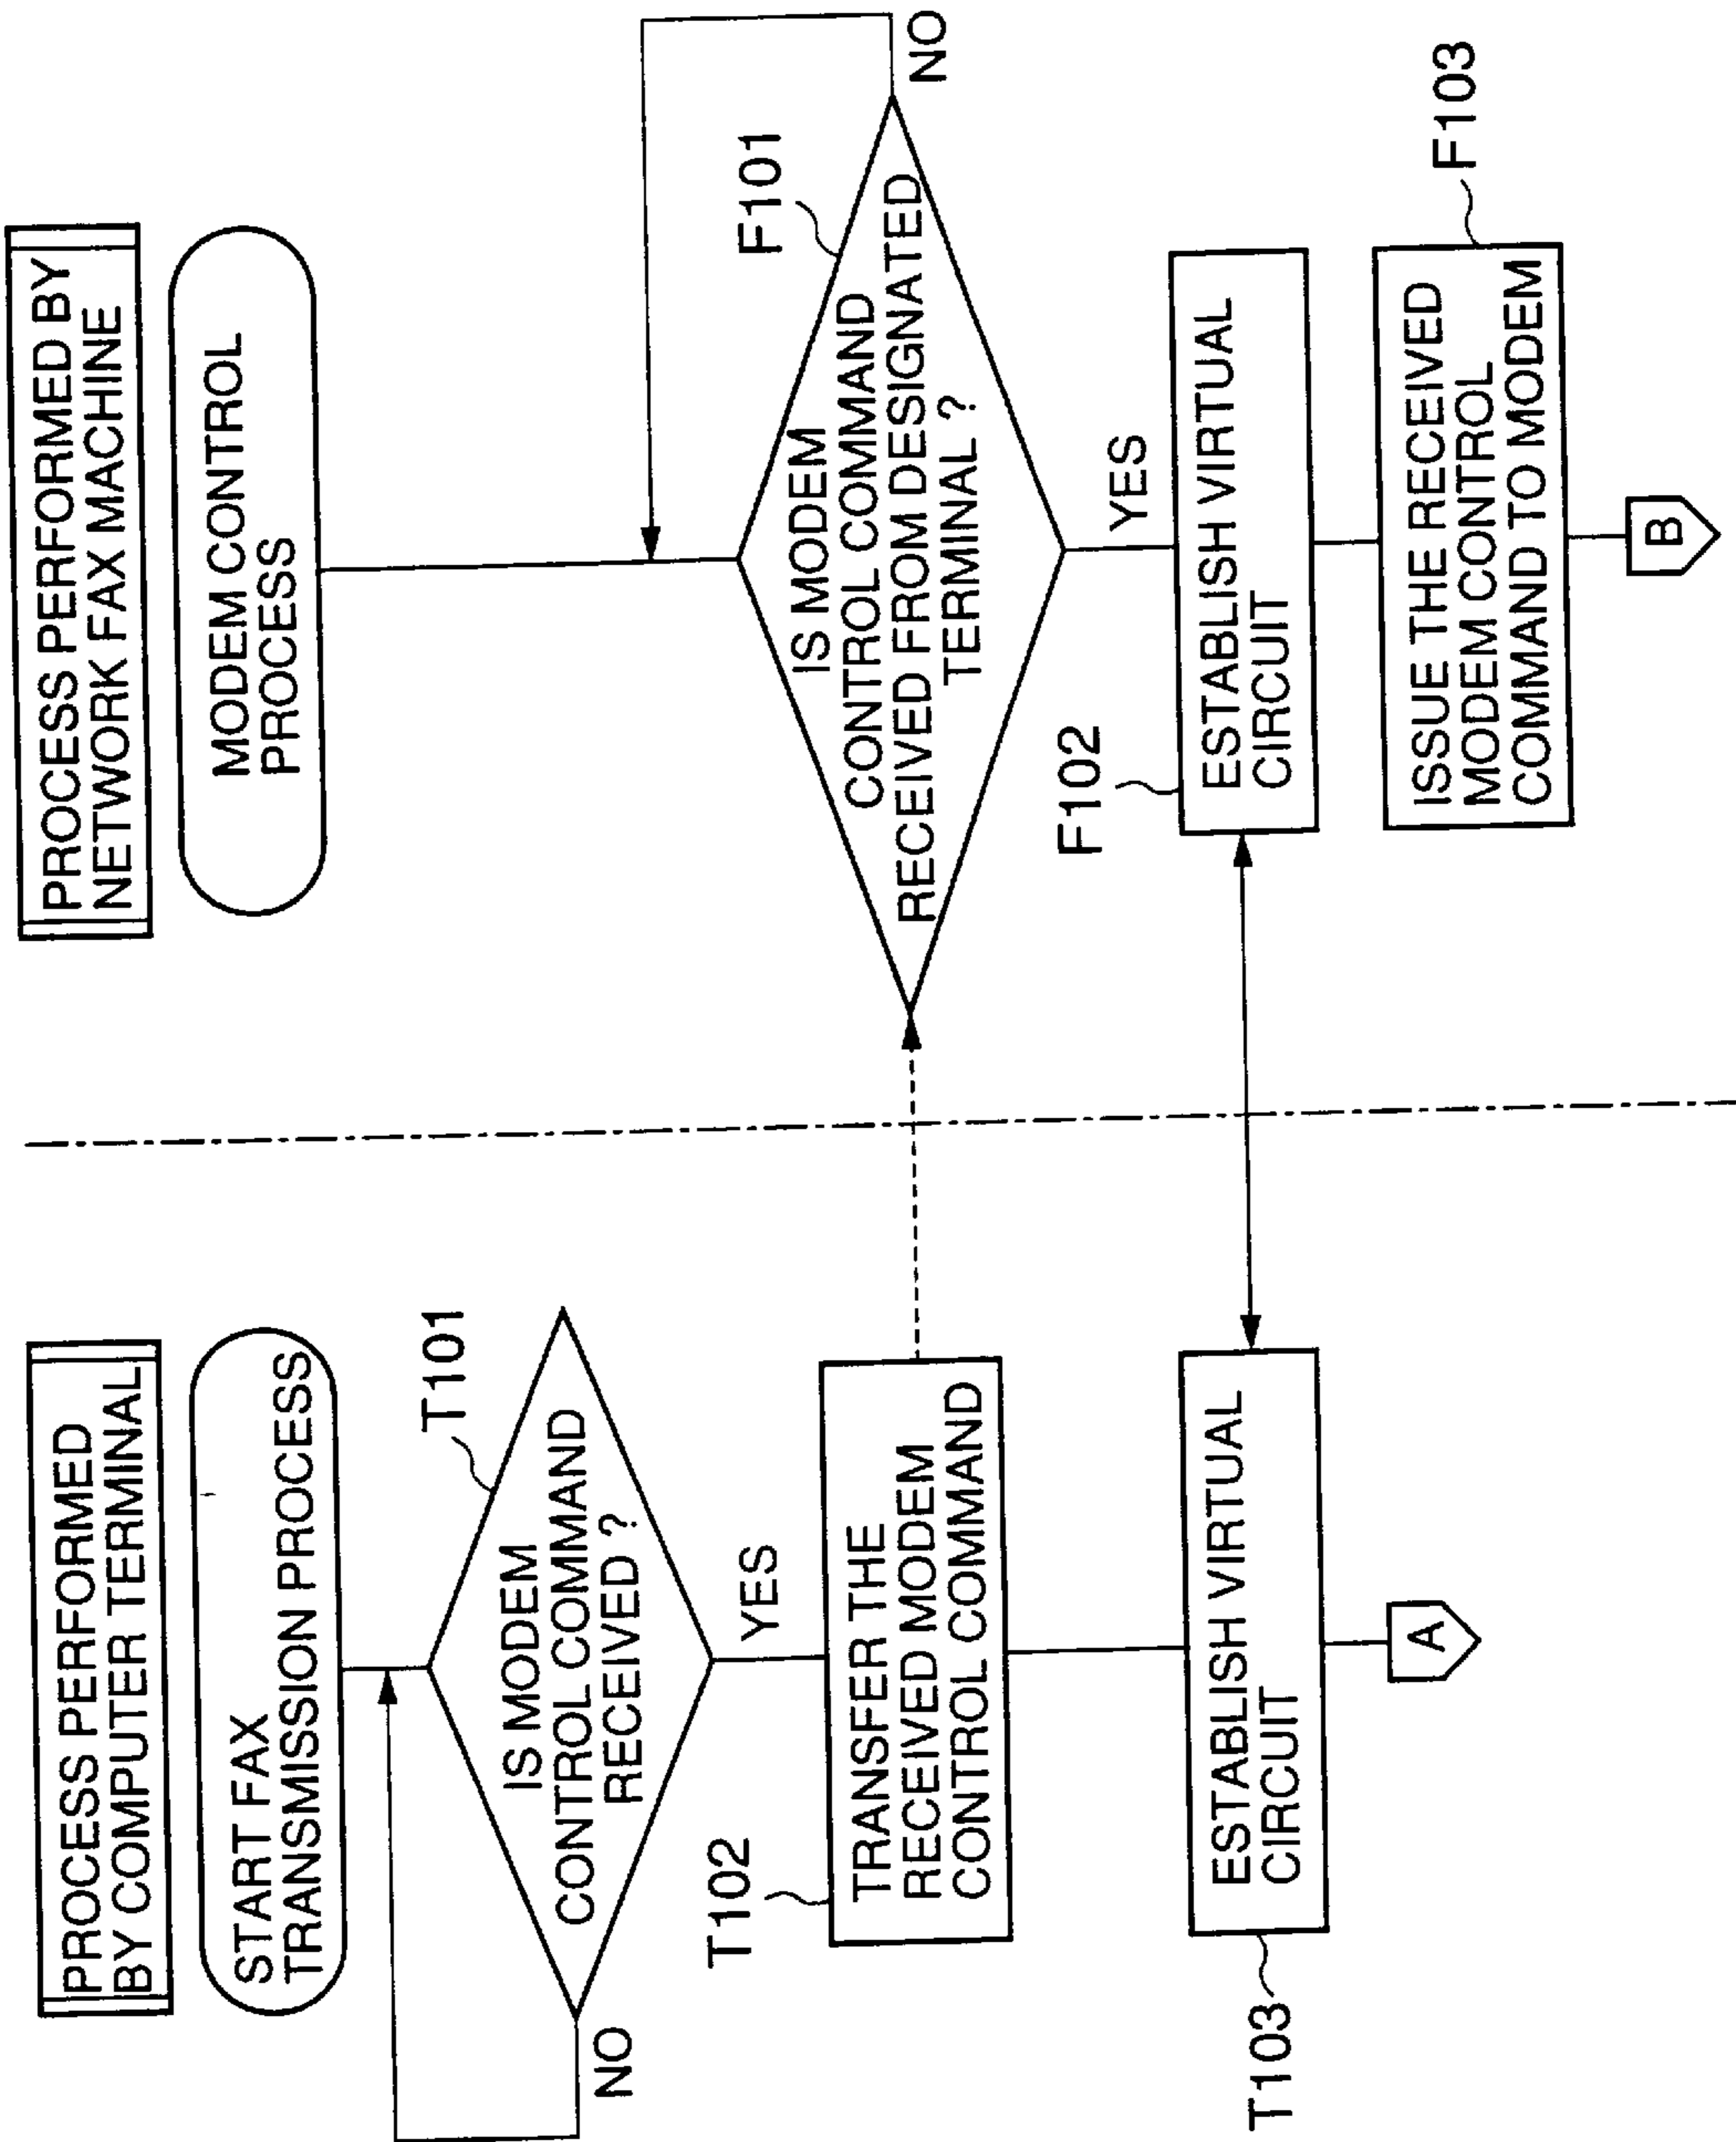 PROCESS PERFORMED
BY COMPUTER TERMINAL
START FAX
TRANSMISSION PROCESS
T101
IS MODEM
CONTROL COMMAND
RECEIVED ?
NO
YES
T102
TRANSFER THE
RECEIVED MODEM
CONTROL COMMAND
T103
ESTABLISH VIRTUAL
CIRCUIT
A
PROCESS PERFORMED BY
NETWORK FAX MACHINE
MODEM CONTROL
PROCESS
F101
IS MODEM
CONTROL COMMAND
RECEIVED FROM DESIGNATED
TERMINAL ?
NO
YES
F102
ESTABLISH VIRTUAL
CIRCUIT
F103
ISSUE THE RECEIVED
MODEM CONTROL
COMMAND TO MODEM
B